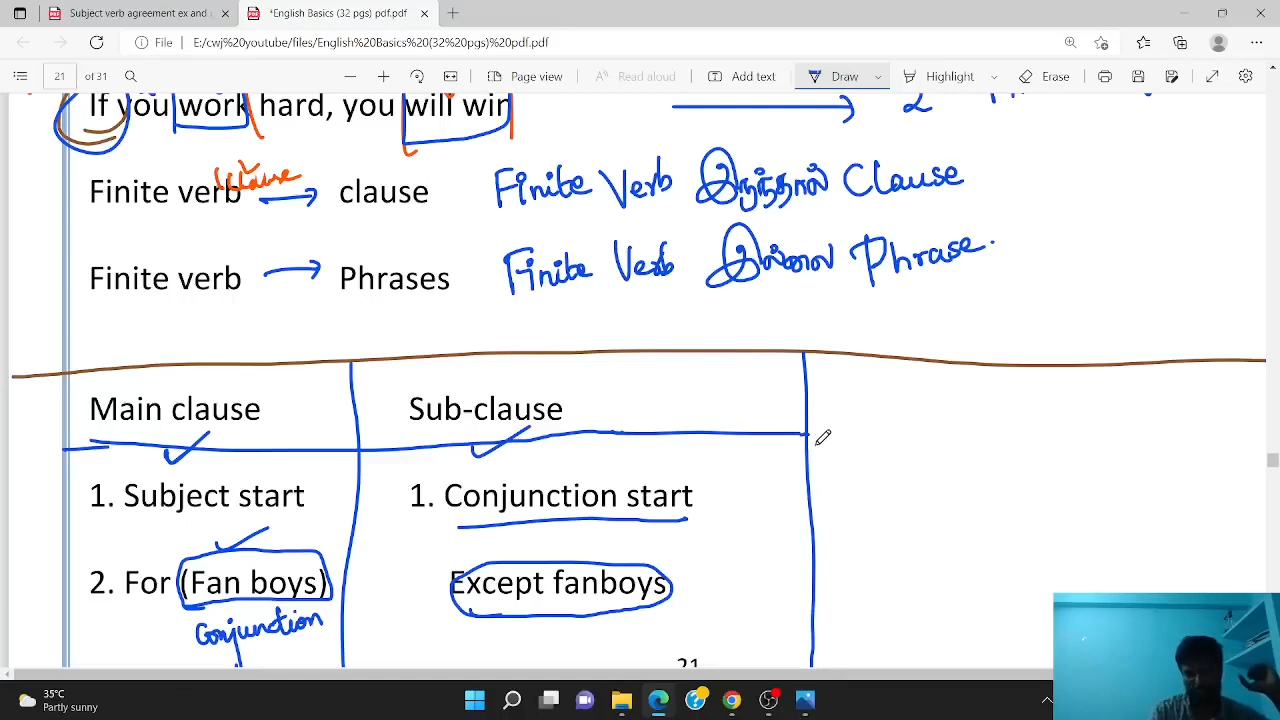 Subject verb agreement ex and
*English Basics (32 pgs) pdf.pdf
File E:/cwj%20youtube/files/English%20Basics%20(32%20pgs)%20pdf.pdf
21 of 31 Page view Read aloud Add text Draw Highlight Erase
If you work hard, you will win
2
clause
Finite verb clause Finite Verb இருந்தால் Clause
Finite verb Phrases Finite Verb இல்லை Phrase.
Main clause Sub-clause
1. Subject start 1. Conjunction start
2. For (Fan boys) Except fanboys
Conjunction
21
35°C
Partly sunny